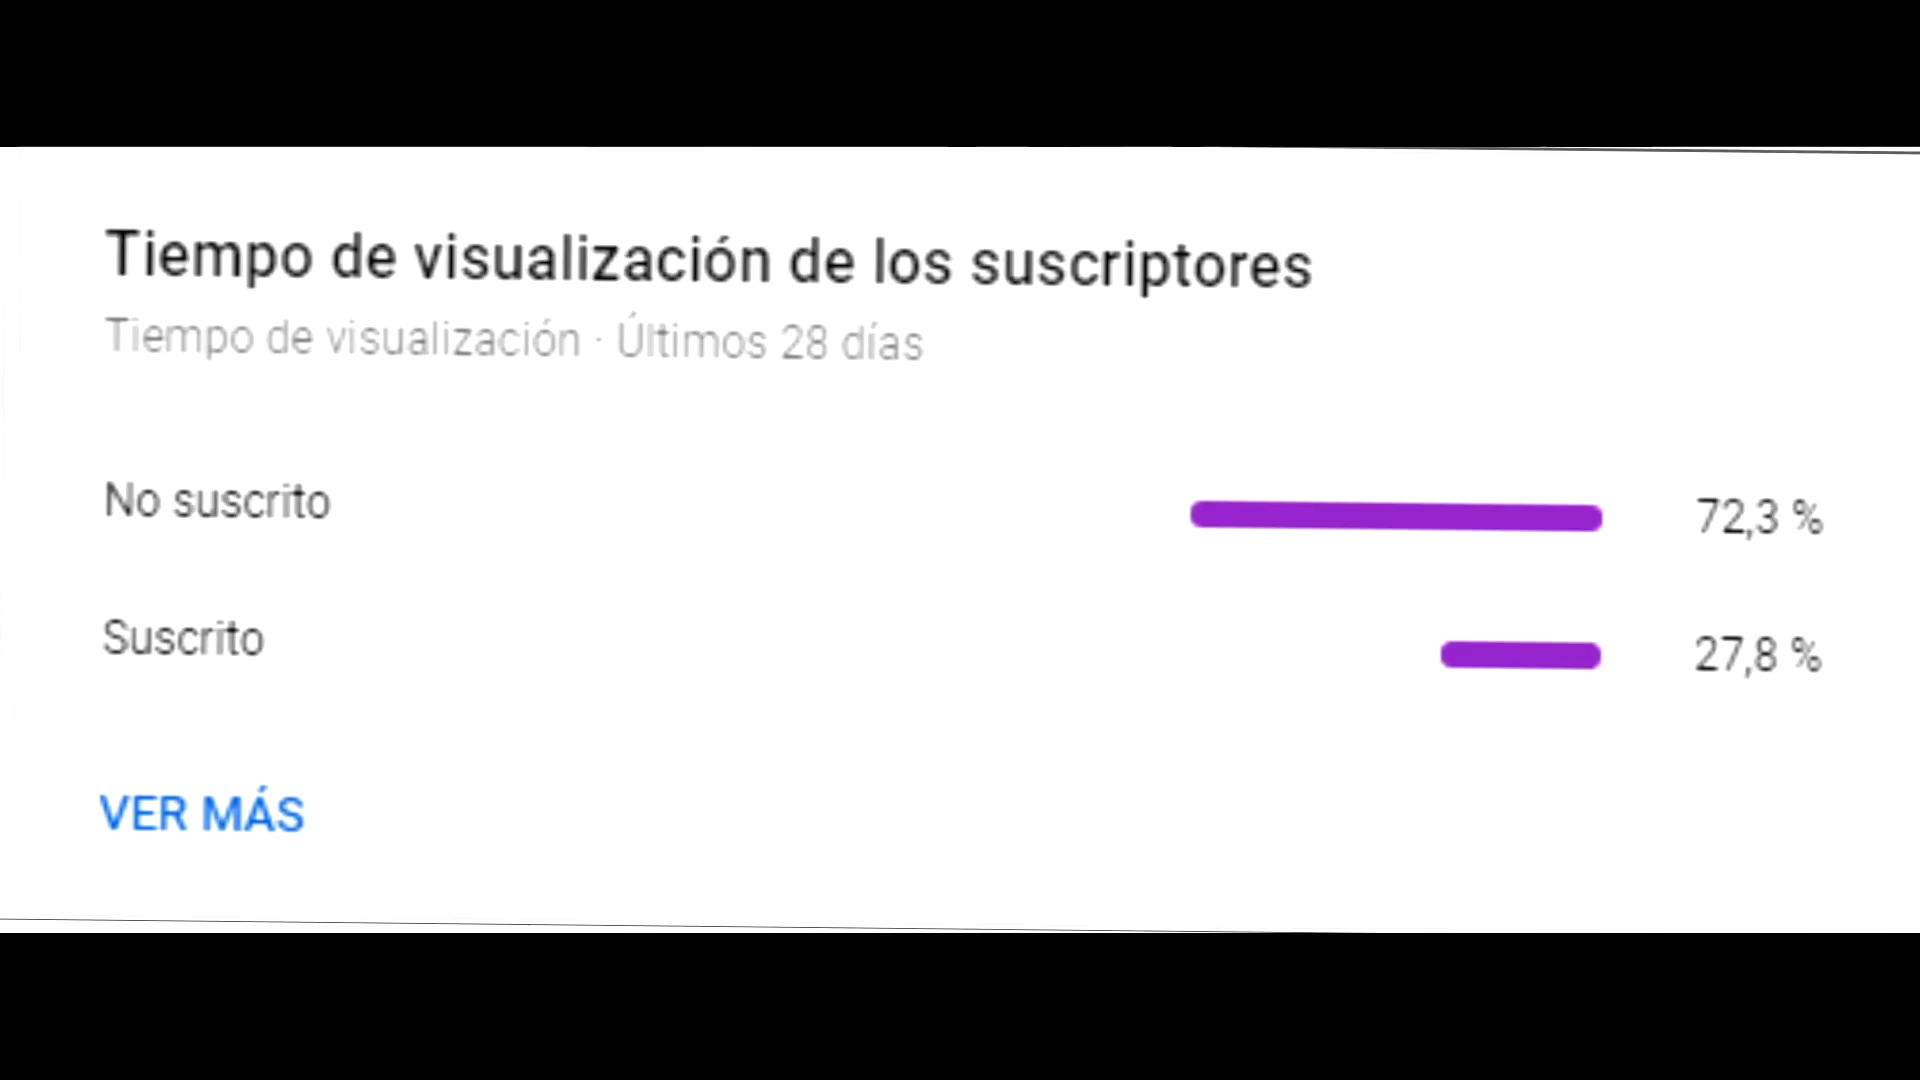 Tiempo de visualización de los suscriptores
Tiempo de visualización · Últimos 28 días
No suscrito 72,3 %
Suscrito 27,8 %
VER MÁS